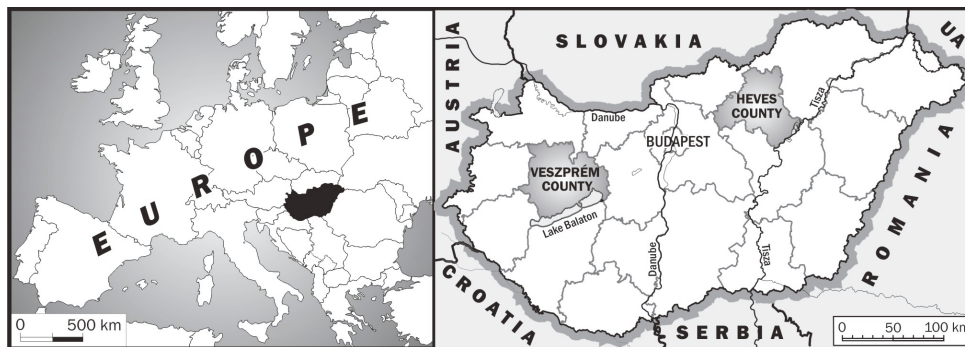 EUROPE
0 500 km
AUSTRIA
SLOVAKIA
UA
ROMANIA
SERBIA
CROATIA
Danube
BUDAPEST
HEVES
COUNTY
Tisza
VESZPRÉM
COUNTY
Lake Balaton
Danube
Tisza
0 50 100 km